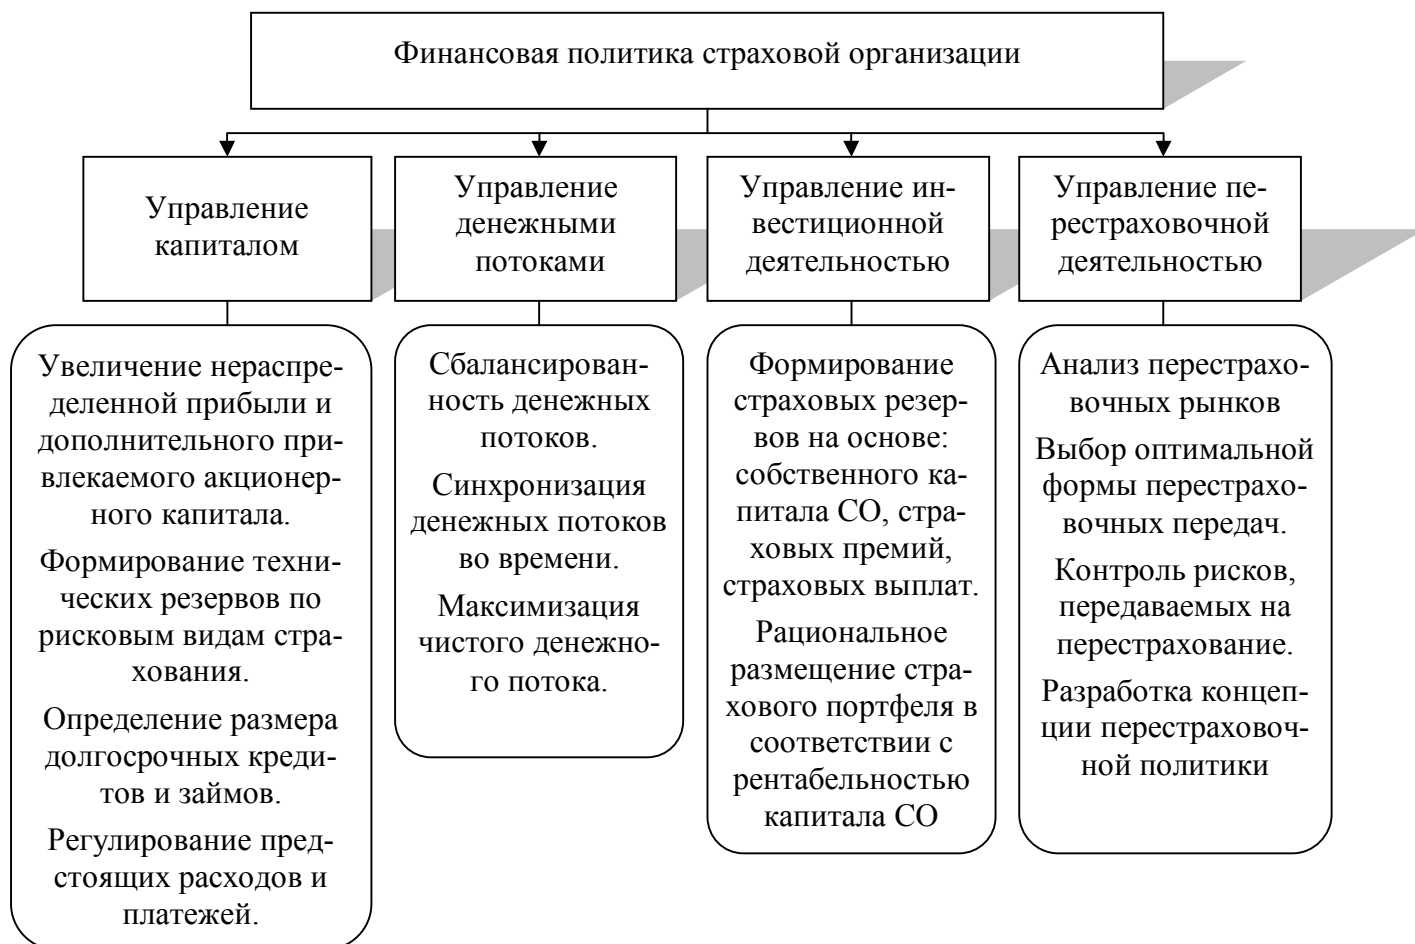 Финансовая политика страховой организации
Управление
капиталом
Управление
денежными
потоками
Управление ин-
вестиционной
деятельностью
Управление пе-
рестраховочной
деятельностью
Увеличение нераспре-
деленной прибыли и
дополнительного при-
влекаемого акционер-
ного капитала.
Формирование техни-
ческих резервов по
рисковым видам стра-
хования.
Определение размера
долгосрочных креди-
тов и займов.
Регулирование пред-
стоящих расходов и
платежей.
Сбалансирован-
ность денежных
потоков.
Синхронизация
денежных потоков
во времени.
Максимизация
чистого денежно-
го потока.
Формирование
страховых резер-
вов на основе:
собственного ка-
питала СО, стра-
ховых премий,
страховых выплат.
Рациональное
размещение стра-
хового портфеля в
соответствии с
рентабельностью
капитала СО
Анализ перестрахо-
вочных рынков
Выбор оптимальной
формы перестрахо-
вочных передач.
Контроль рисков,
передаваемых на
перестрахование.
Разработка концеп-
ции перестраховоч-
ной политики